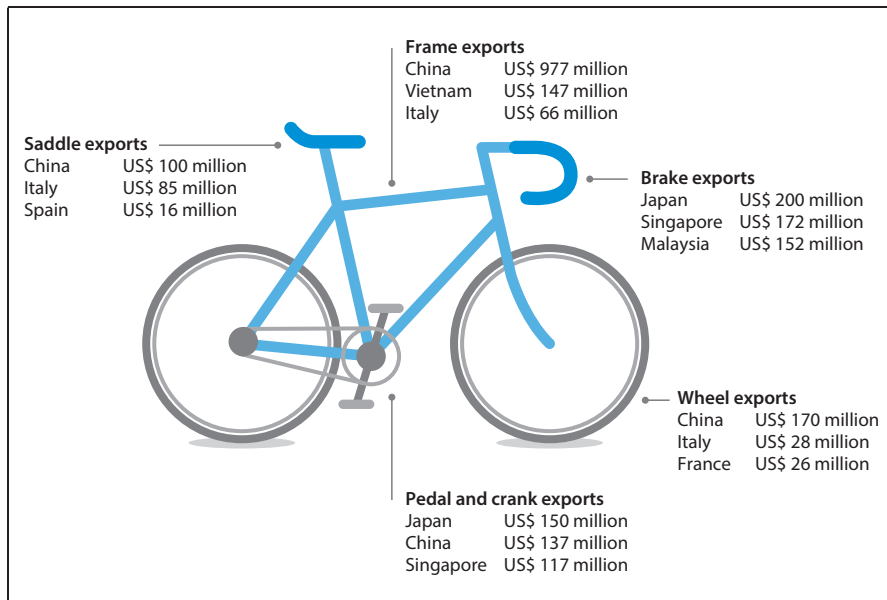 Frame exports
China US$ 977 million
Vietnam US$ 147 million
Italy US$ 66 million
Saddle exports
China US$ 100 million
Italy US$ 85 million
Spain US$ 16 million
Brake exports
Japan US$ 200 million
Singapore US$ 172 million
Malaysia US$ 152 million
Wheel exports
China US$ 170 million
Italy US$ 28 million
France US$ 26 million
Pedal and crank exports
Japan US$ 150 million
China US$ 137 million
Singapore US$ 117 million